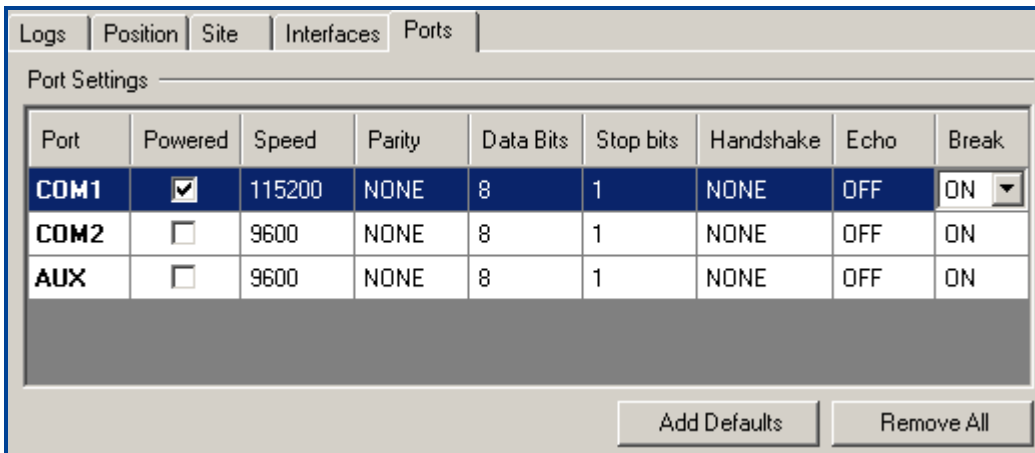 Logs Position Site Interfaces Ports
Port Settings
Port Powered Speed Parity Data Bits Stop bits Handshake Echo Break
COM1 115200 NONE 8 1 NONE OFF ON
COM2 9600 NONE 8 1 NONE OFF ON
AUX 9600 NONE 8 1 NONE OFF ON
Add Defaults Remove All